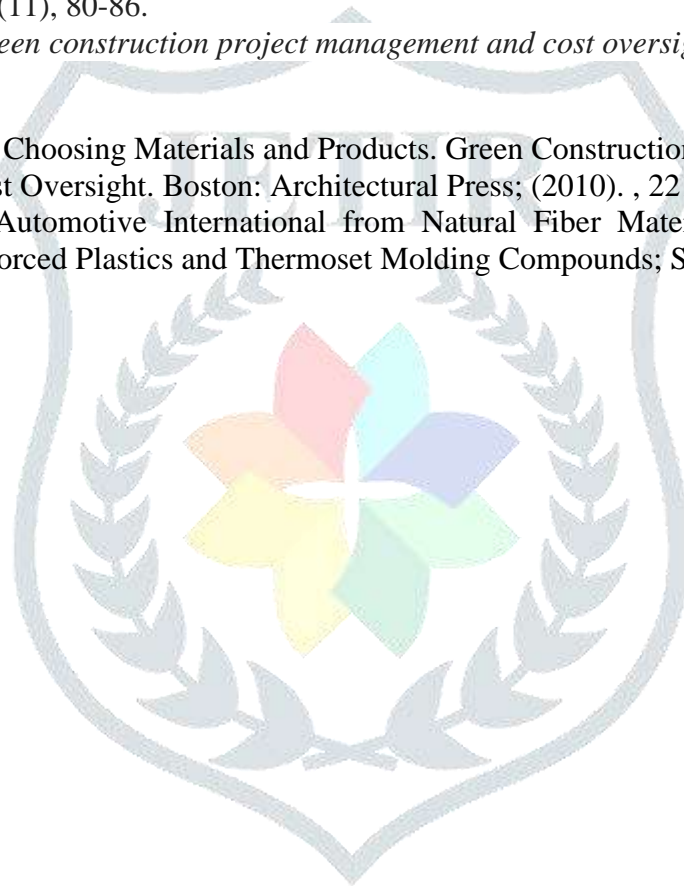 (11), 80-86.
een construction project management and cost oversig
JETIR
Choosing Materials and Products. Green Construction
st Oversight. Boston: Architectural Press; (2010). , 22
Automotive International from Natural Fiber Mater
orced Plastics and Thermoset Molding Compounds; S